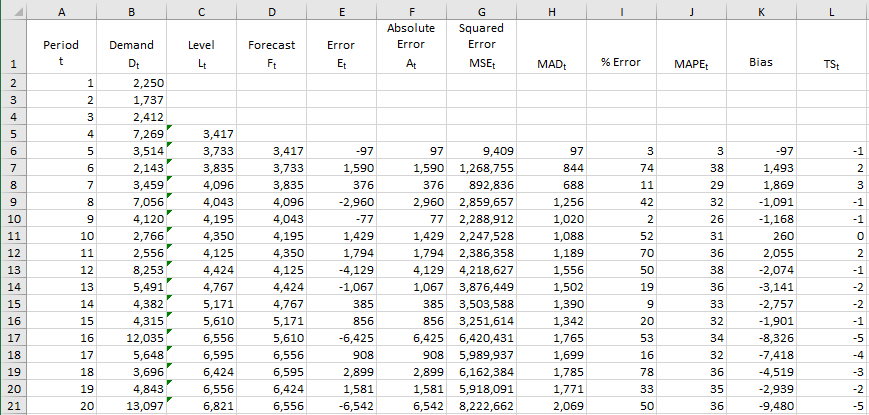 A B C D E F G H I J K L
Absolute Squared
Period Demand Level Forecast Error Error Error
1 t Dt Lt Ft Et At MSEt MADt % Error MAPEt Bias TSt
2 1 2,250
3 2 1,737
4 3 2,412
5 4 7,269 3,417
6 5 3,514 3,733 3,417 -97 97 9,409 97 3 3 -97 -1
7 6 2,143 3,835 3,733 1,590 1,590 1,268,755 844 74 38 1,493 2
8 7 3,459 4,096 3,835 376 376 892,836 688 11 29 1,869 3
9 8 7,056 4,043 4,096 -2,960 2,960 2,859,657 1,256 42 32 -1,091 -1
10 9 4,120 4,195 4,043 -77 77 2,288,912 1,020 2 26 -1,168 -1
11 10 2,766 4,350 4,195 1,429 1,429 2,247,528 1,088 52 31 260 0
12 11 2,556 4,125 4,350 1,794 1,794 2,386,358 1,189 70 36 2,055 2
13 12 8,253 4,424 4,125 -4,129 4,129 4,218,627 1,556 50 38 -2,074 -1
14 13 5,491 4,767 4,424 -1,067 1,067 3,876,449 1,502 19 36 -3,141 -2
15 14 4,382 5,171 4,767 385 385 3,503,588 1,390 9 33 -2,757 -2
16 15 4,315 5,610 5,171 856 856 3,251,614 1,342 20 32 -1,901 -1
17 16 12,035 6,556 5,610 -6,425 6,425 6,420,431 1,765 53 34 -8,326 -5
18 17 5,648 6,595 6,556 908 908 5,989,937 1,699 16 32 -7,418 -4
19 18 3,696 6,424 6,595 2,899 2,899 6,162,384 1,785 78 36 -4,519 -3
20 19 4,843 6,556 6,424 1,581 1,581 5,918,091 1,771 33 35 -2,939 -2
21 20 13,097 6,821 6,556 -6,542 6,542 8,222,662 2,069 50 36 -9,480 -5